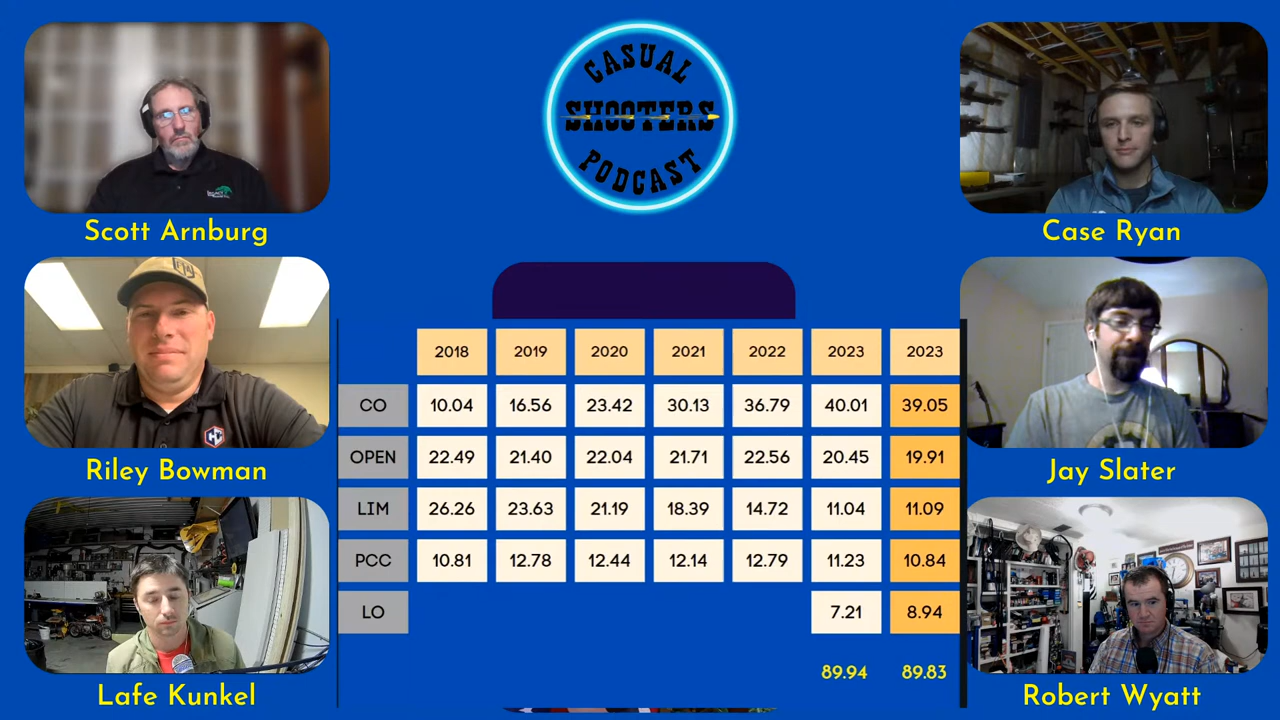 CASUAL
SHOOTERS
PODCAST
Scott Arnburg
Case Ryan
Riley Bowman
Jay Slater
Lafe Kunkel
Robert Wyatt
2018 2019 2020 2021 2022 2023 2023
CO 10.04 16.56 23.42 30.13 36.79 40.01 39.05
OPEN 22.49 21.40 22.04 21.71 22.56 20.45 19.91
LIM 26.26 23.63 21.19 18.39 14.72 11.04 11.09
PCC 10.81 12.78 12.44 12.14 12.79 11.23 10.84
LO 7.21 8.94
89.94 89.83